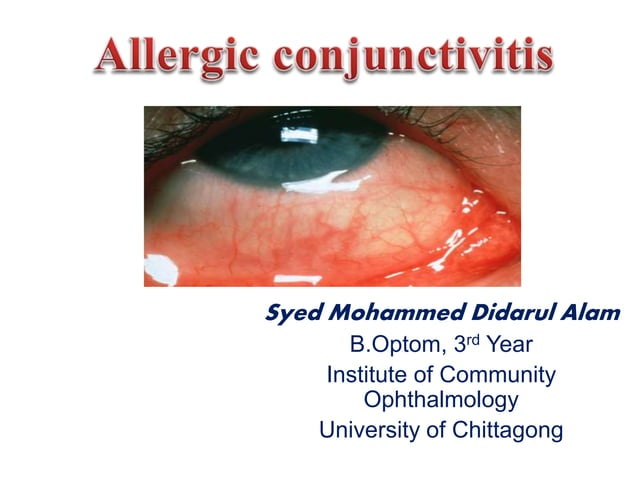 Allergic conjunctivitis
Syed Mohammed Didarul Alam
B.Optom, 3rd Year
Institute of Community
Ophthalmology
University of Chittagong